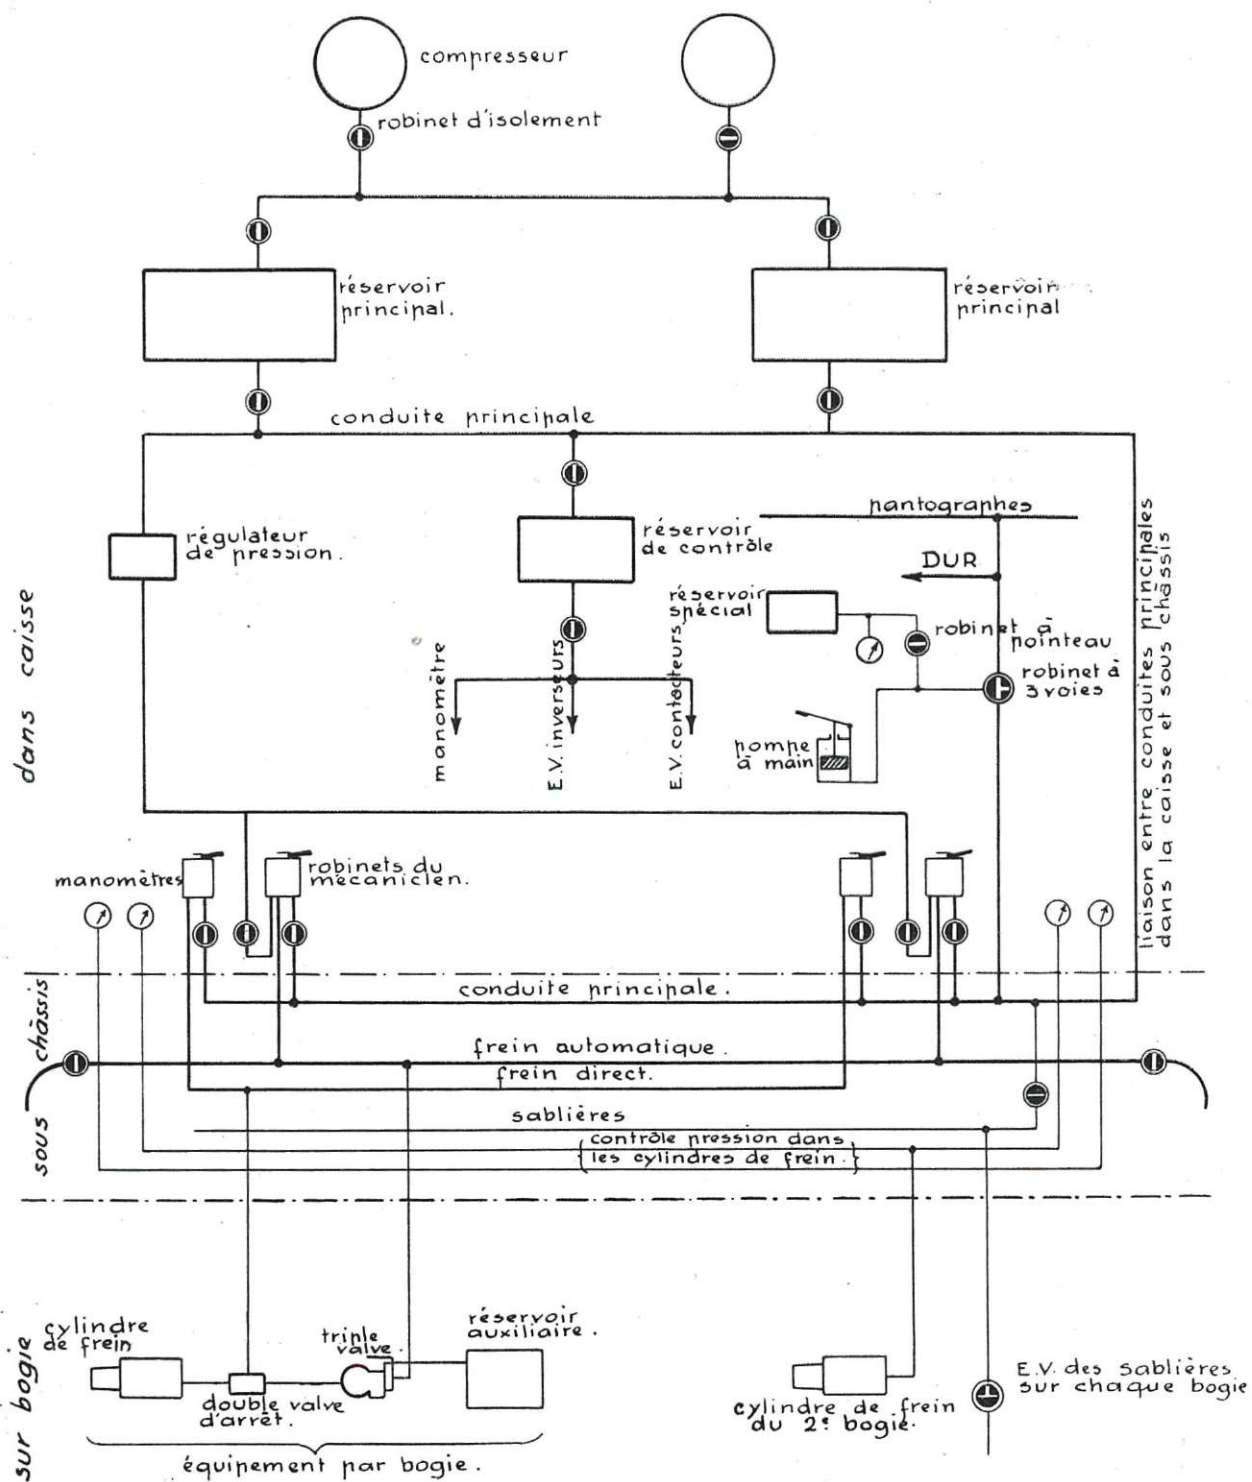 compresseur
robinet d'isolement
réservoir
principal.
réservoir
principal
conduite principale
pantographes
régulateur
de pression.
réservoir
de contrôle
DUR
réservoir
spécial
robinet à
pointeau
robinet à
3 voies
manomètre
E.V. inverseurs
E.V. contacteurs
pompe
à main
liaison entre conduites principales
dans la caisse et sous châssis
dans caisse
manomètres
robinets du
mécanicien.
conduite principale.
frein automatique.
frein direct.
sablières
contrôle pression dans
les cylindres de frein.
sous châssis
cylindre
de frein
triple
valve
réservoir
auxiliaire.
double valve
d'arrêt.
équipement par bogie.
cylindre de frein
du 2e bogie.
E.V. des sablières
sur chaque bogie
sur bogie